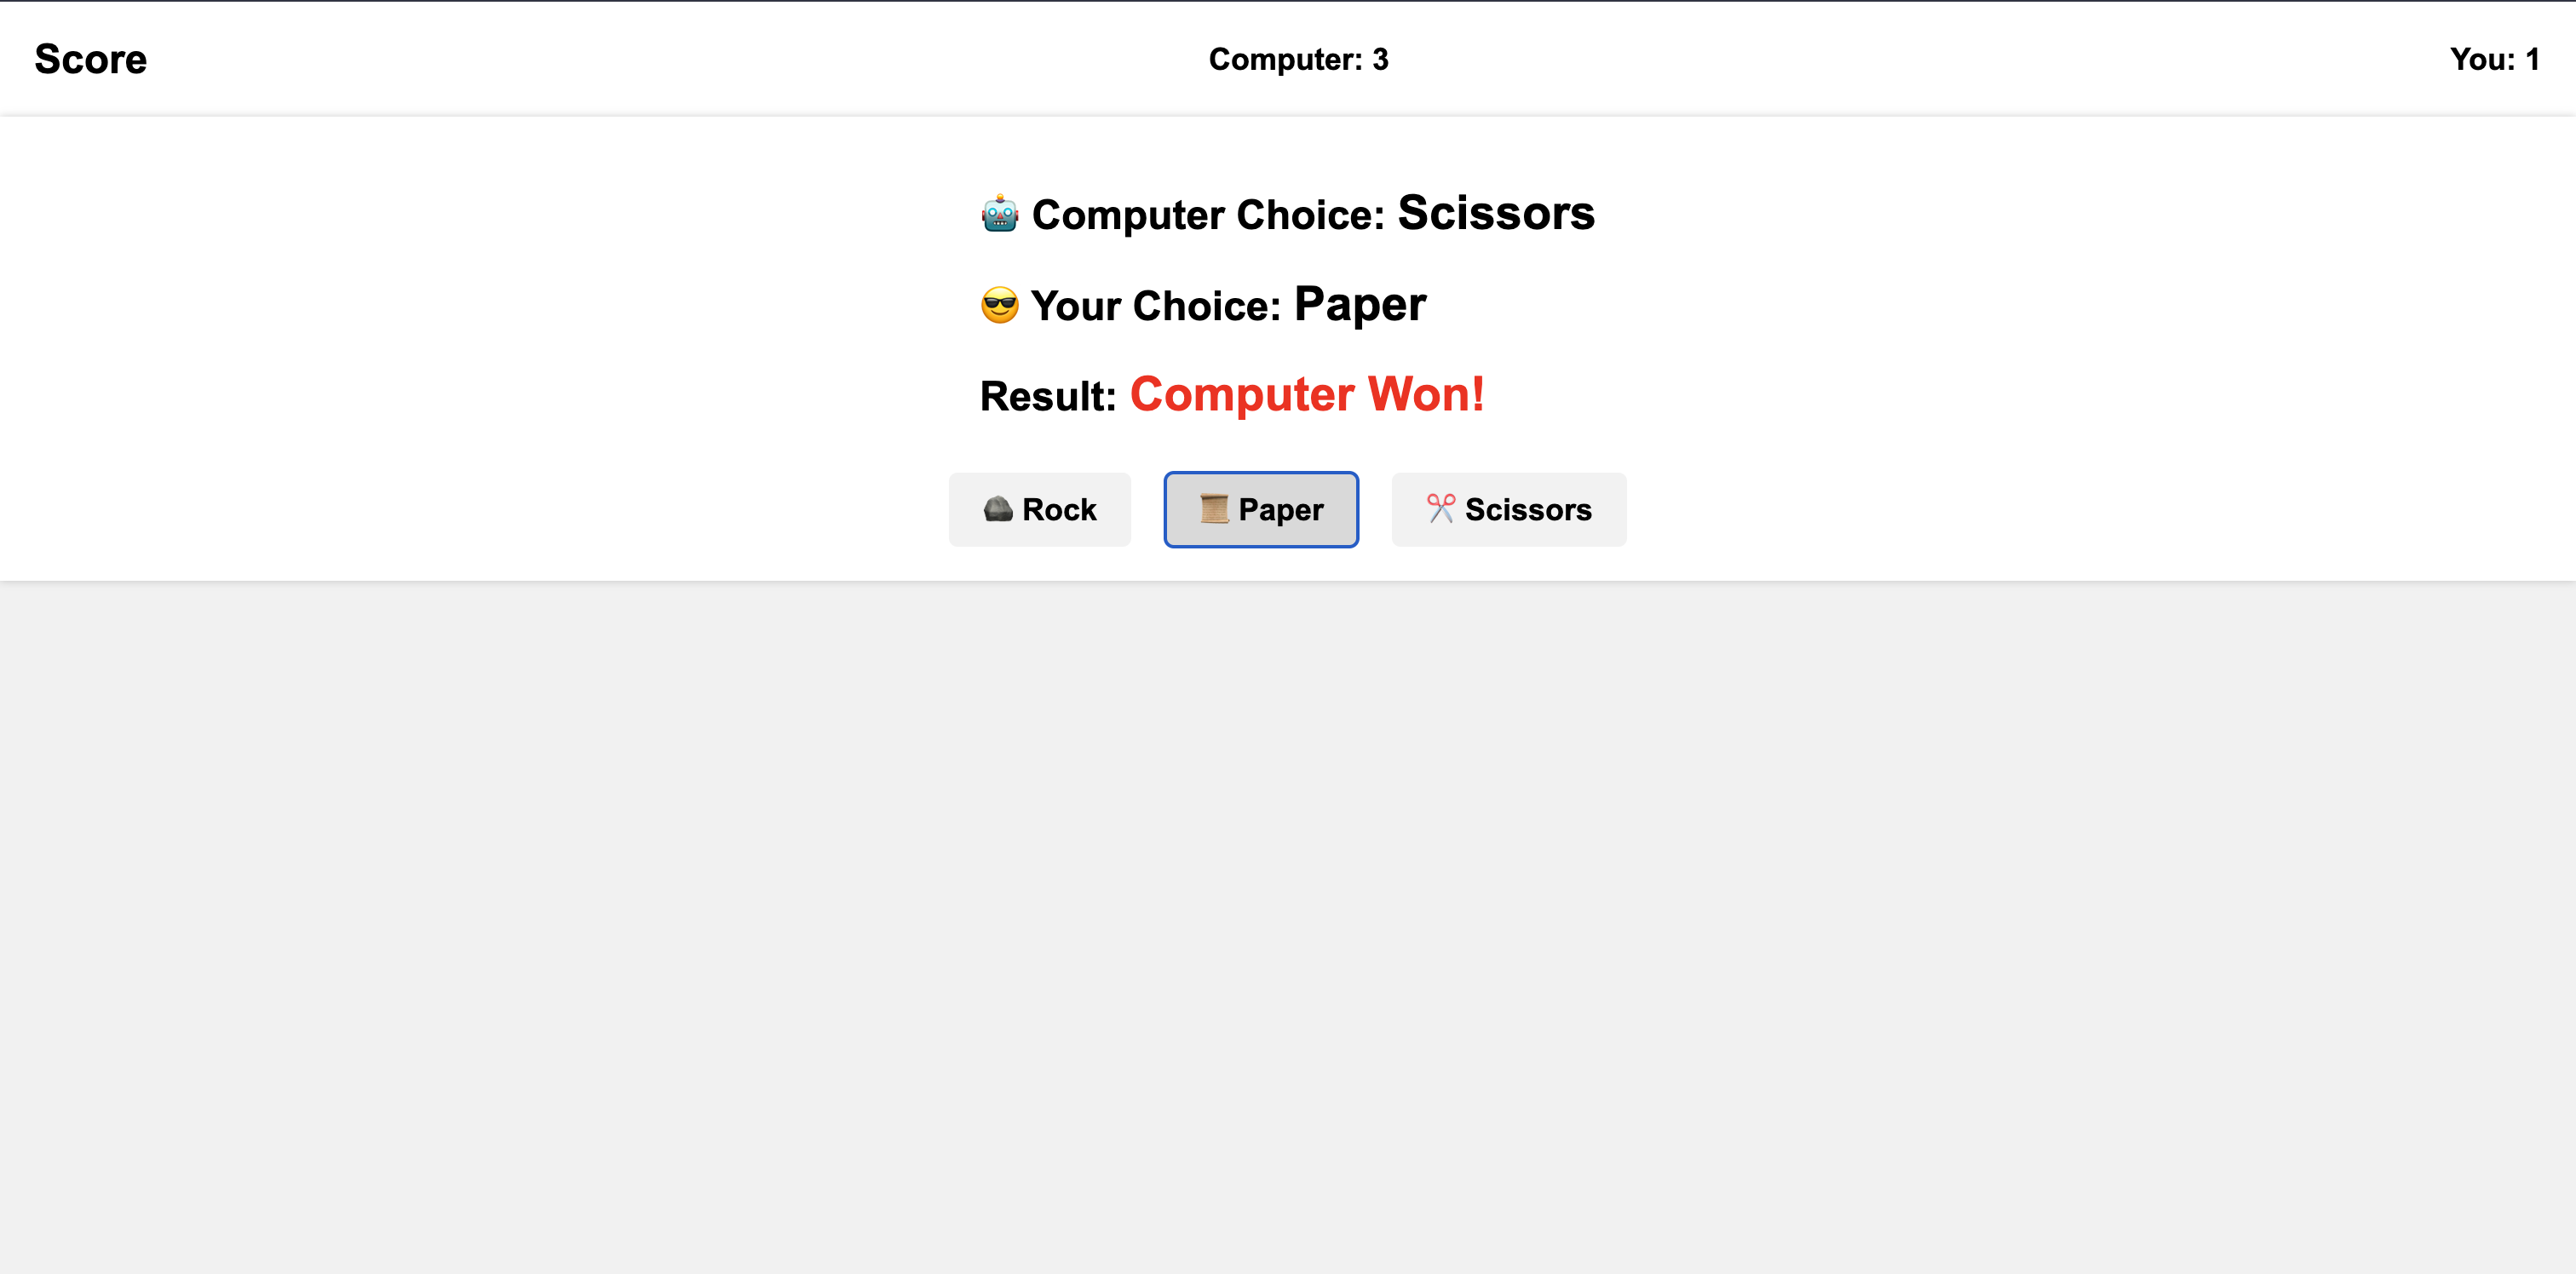 Score
Computer: 3
You: 1
🤖 Computer Choice: Scissors
😎 Your Choice: Paper
Result: Computer Won!
🪨 Rock
📜 Paper
✂️ Scissors